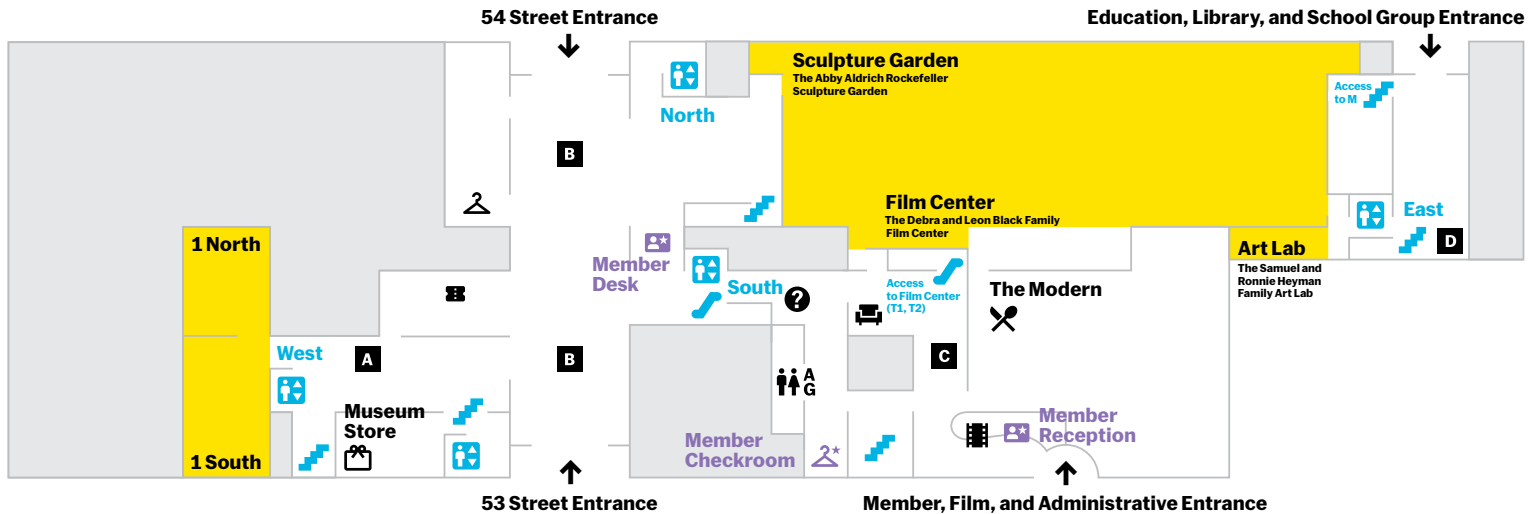 54 Street Entrance
Education, Library, and School Group Entrance
Sculpture Garden
The Abby Aldrich Rockefeller
Sculpture Garden
Access
to M
North
B
Film Center
The Debra and Leon Black Family
Film Center
East
D
1 North
Member
Desk
Art Lab
The Samuel and
Ronnie Heyman
Family Art Lab
South
?
Access
to Film Center
(T1, T2)
The Modern
West
A
B
C
A
G
Museum
Store
Member
Reception
1 South
Member
Checkroom
53 Street Entrance
Member, Film, and Administrative Entrance